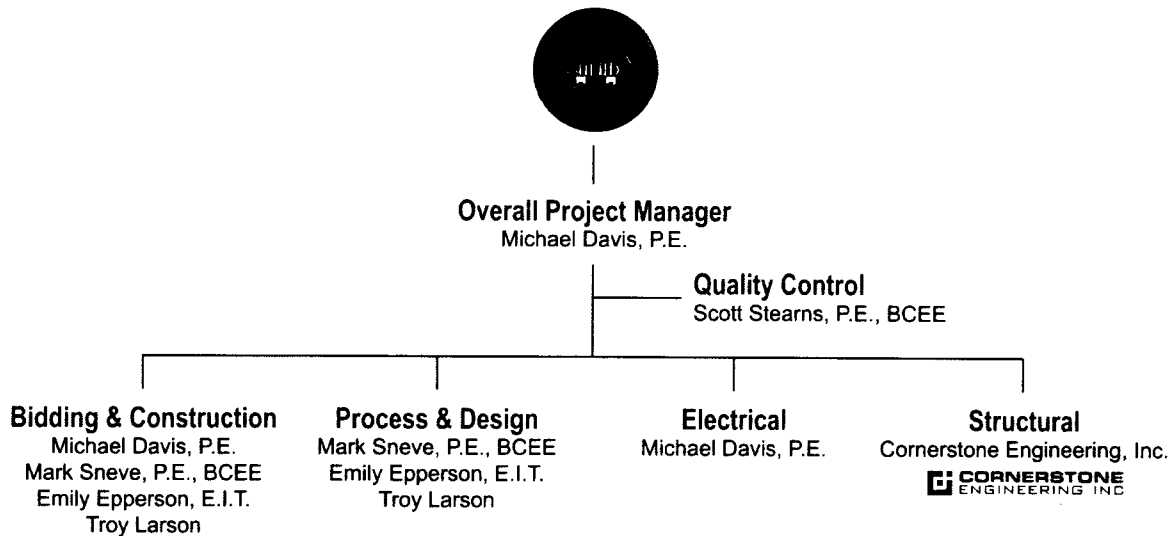 Overall Project Manager
Michael Davis, P.E.
Quality Control
Scott Stearns, P.E., BCEE
Bidding & Construction
Michael Davis, P.E.
Mark Sneve, P.E., BCEE
Emily Epperson, E.I.T.
Troy Larson
Process & Design
Mark Sneve, P.E., BCEE
Emily Epperson, E.I.T.
Troy Larson
Electrical
Michael Davis, P.E.
Structural
Cornerstone Engineering, Inc.
CORNERSTONE
ENGINEERING INC